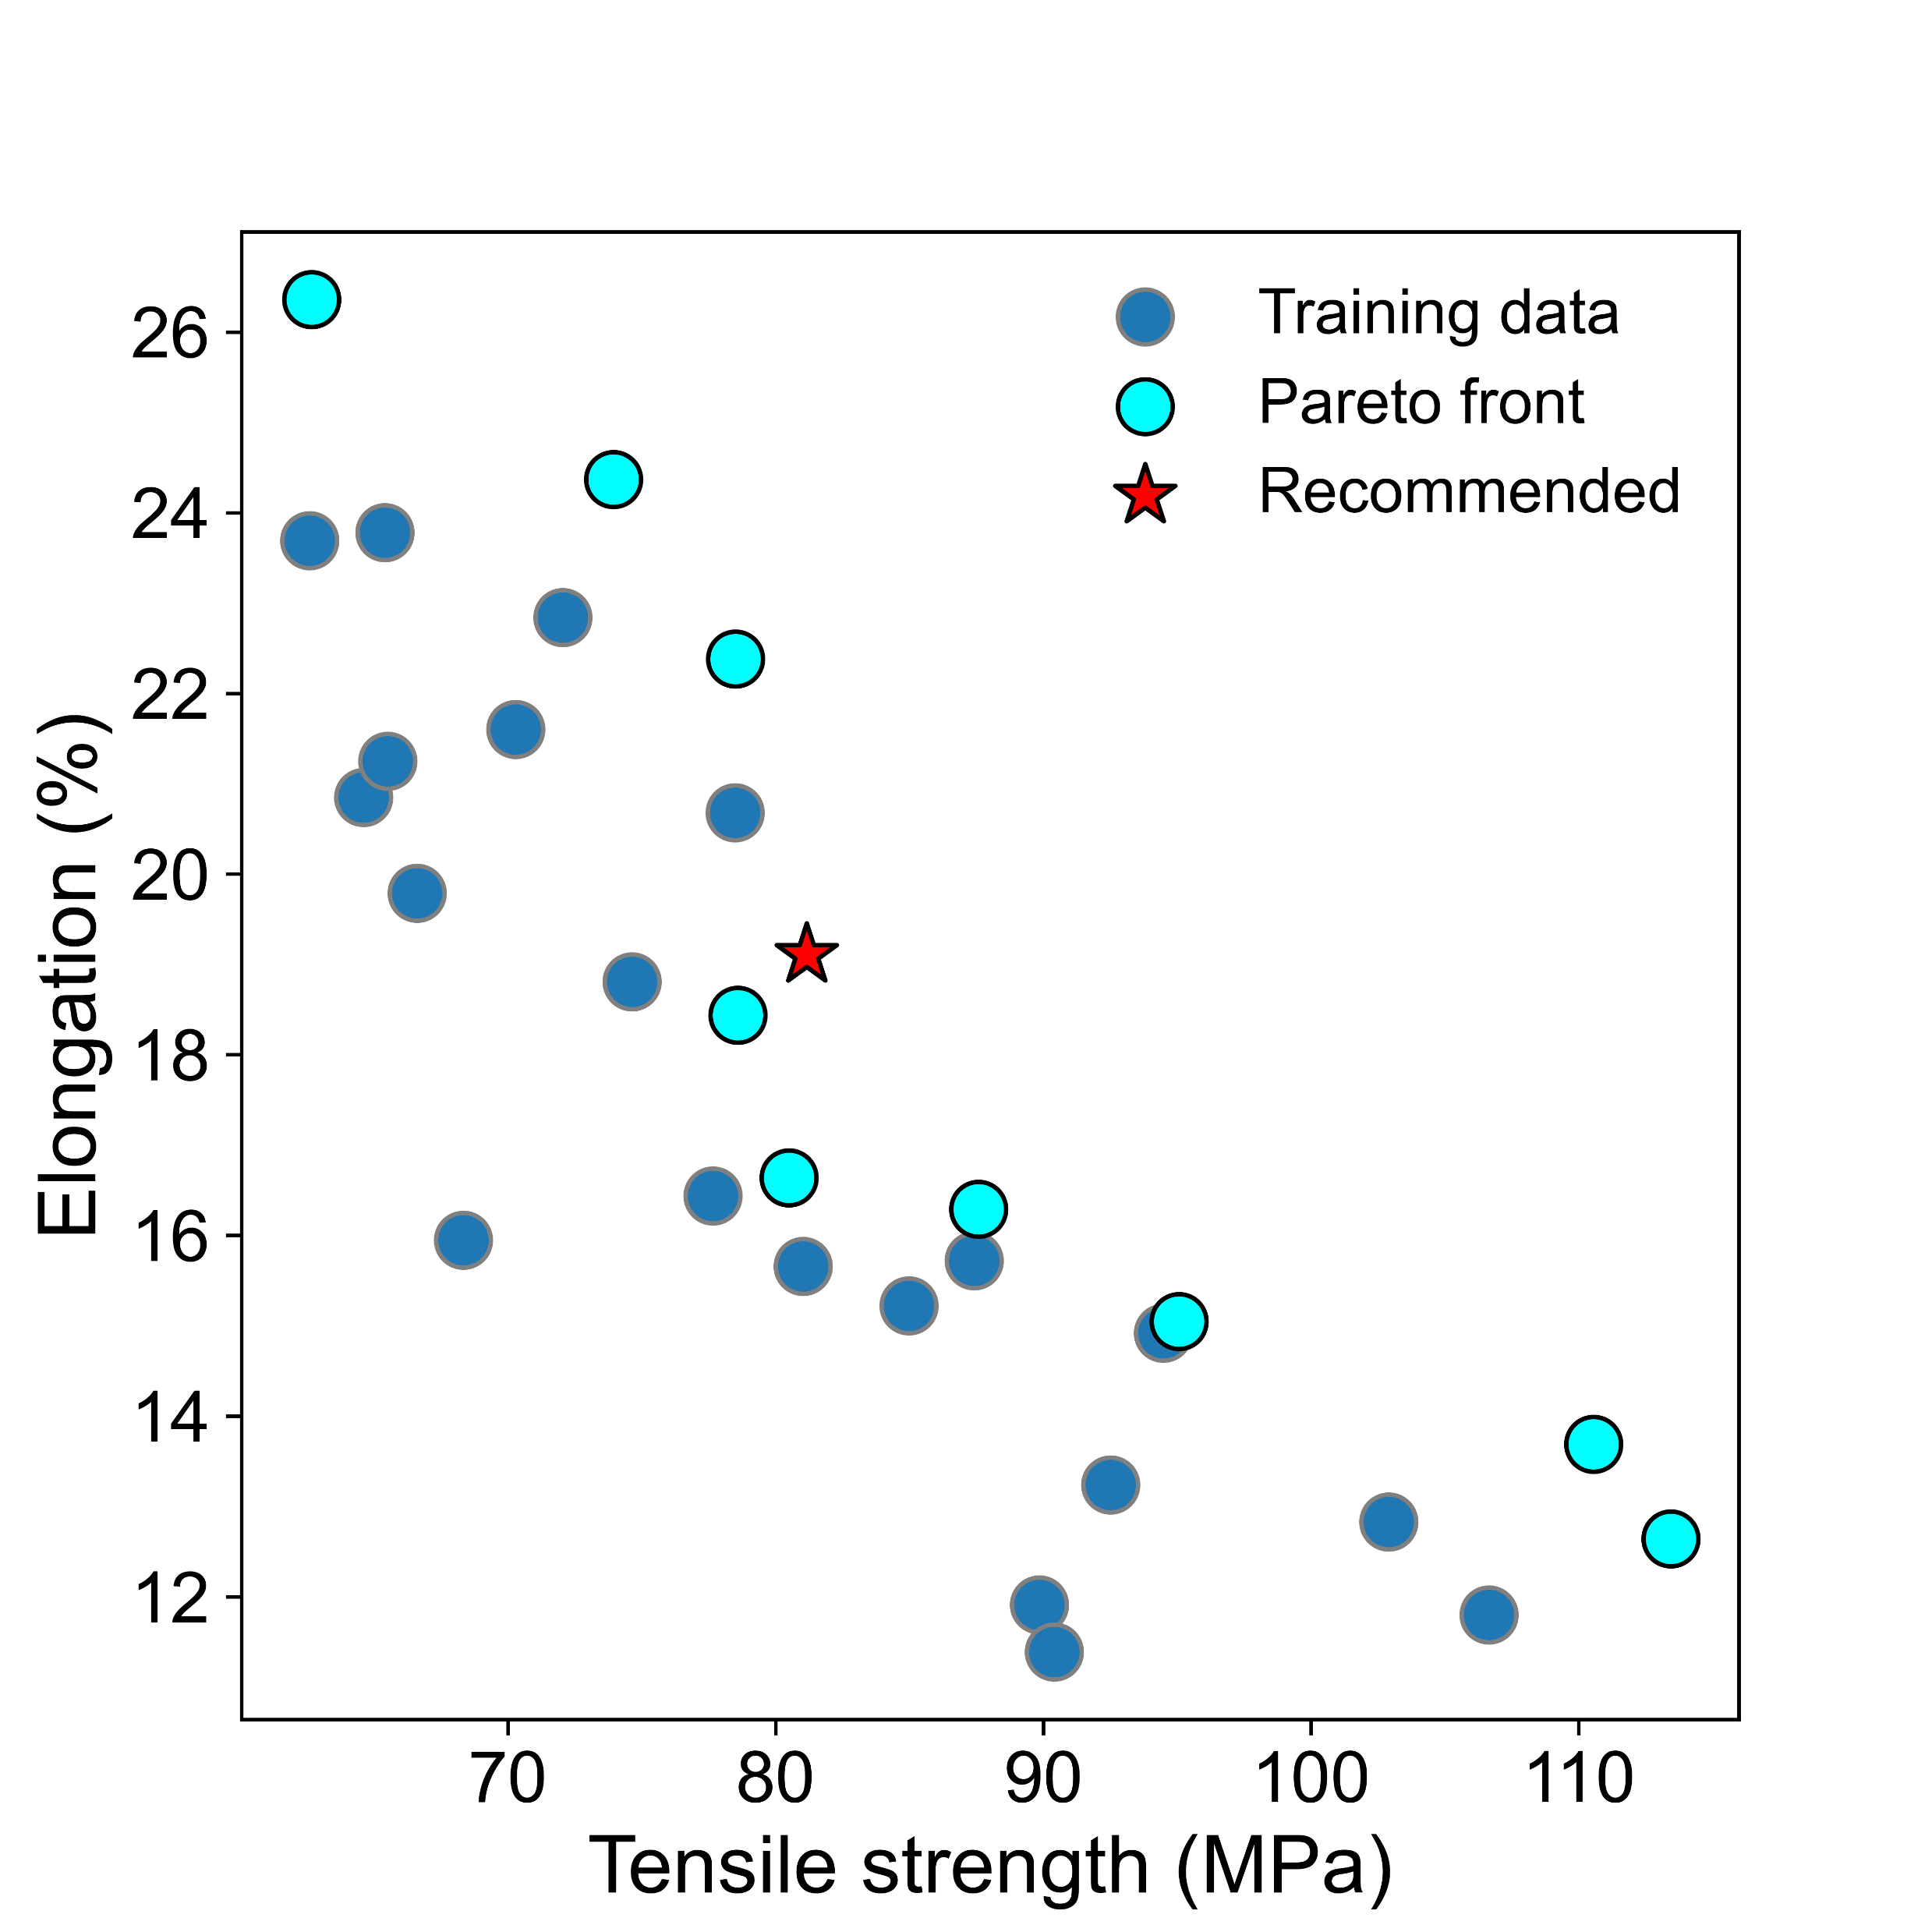 Training data
Pareto front
Recommended
Elongation (%)
26
24
22
20
18
16
14
12
70 80 90 100 110
Tensile strength (MPa)